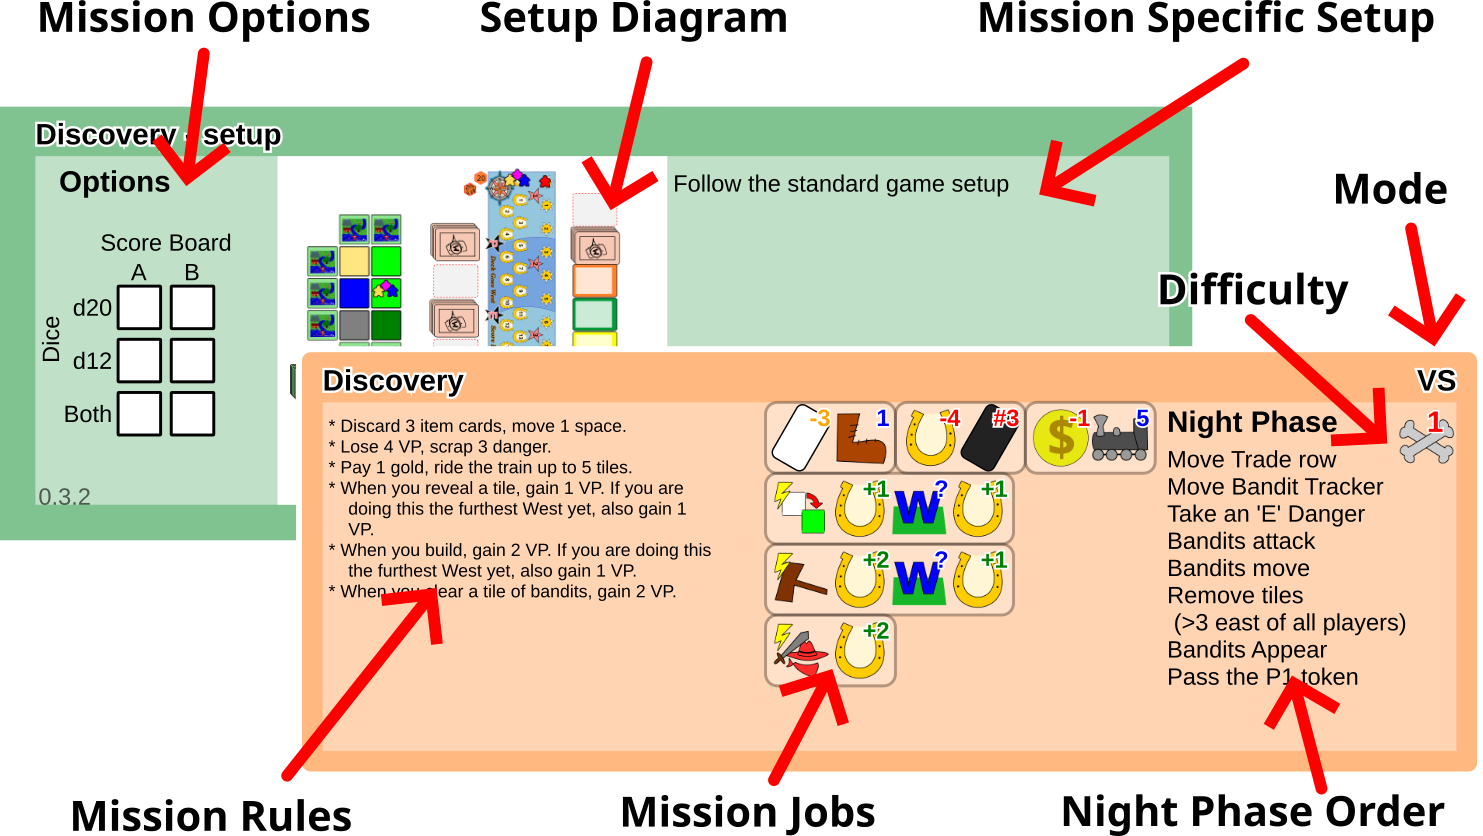 Mission Options
Setup Diagram
Mission Specific Setup
Discovery - setup
Options
Score Board
A B
Dice
d20
d12
Both
0.3.2
20
Follow the standard game setup
Mode
Difficulty
Discovery
VS
* Discard 3 item cards, move 1 space.
* Lose 4 VP, scrap 3 danger.
* Pay 1 gold, ride the train up to 5 tiles.
* When you reveal a tile, gain 1 VP. If you are
doing this the furthest West yet, also gain 1
VP.
* When you build, gain 2 VP. If you are doing this
the furthest West yet, also gain 1 VP.
* When you clear a tile of bandits, gain 2 VP.
-3 1 -4 #3 $ -1 5
+1 W ? +1
+2 W ? +1
+2
Night Phase
1
Move Trade row
Move Bandit Tracker
Take an 'E' Danger
Bandits attack
Bandits move
Remove tiles
(>3 east of all players)
Bandits Appear
Pass the P1 token
Mission Rules
Mission Jobs
Night Phase Order